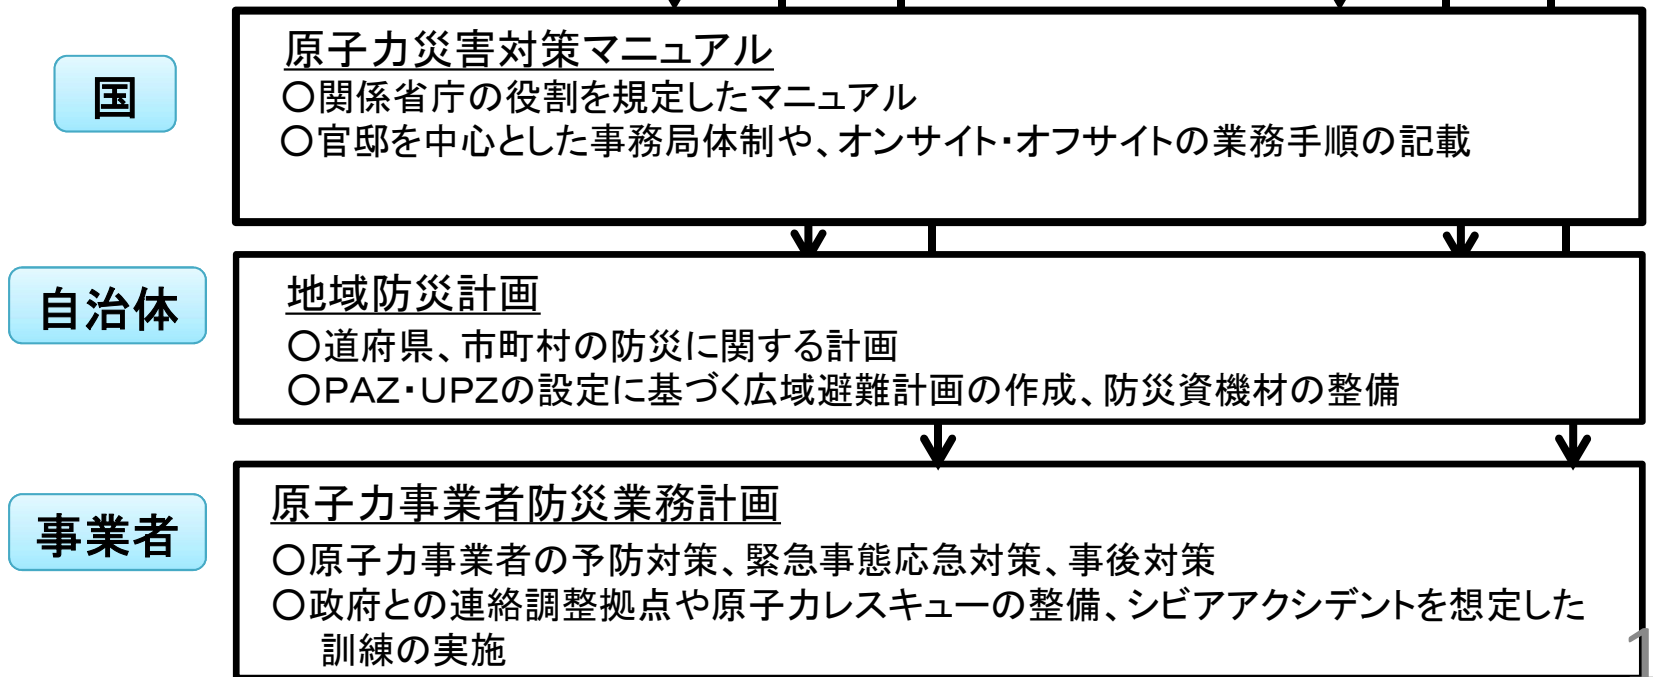 国
原子力災害対策マニュアル
○関係省庁の役割を規定したマニュアル
○官邸を中心とした事務局体制や、オンサイト・オフサイトの業務手順の記載
自治体
地域防災計画
○道府県、市町村の防災に関する計画
○PAZ・UPZの設定に基づく広域避難計画の作成、防災資機材の整備
事業者
原子力事業者防災業務計画
○原子力事業者の予防対策、緊急事態応急対策、事後対策
○政府との連絡調整拠点や原子力レスキューの整備、シビアアクシデントを想定した
訓練の実施
1